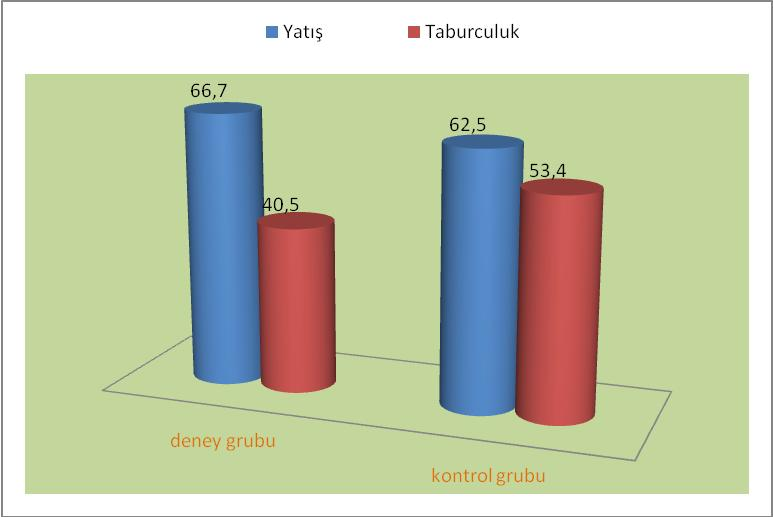 Yatış Taburculuk
66,7
62,5
53,4
40,5
deney grubu
kontrol grubu